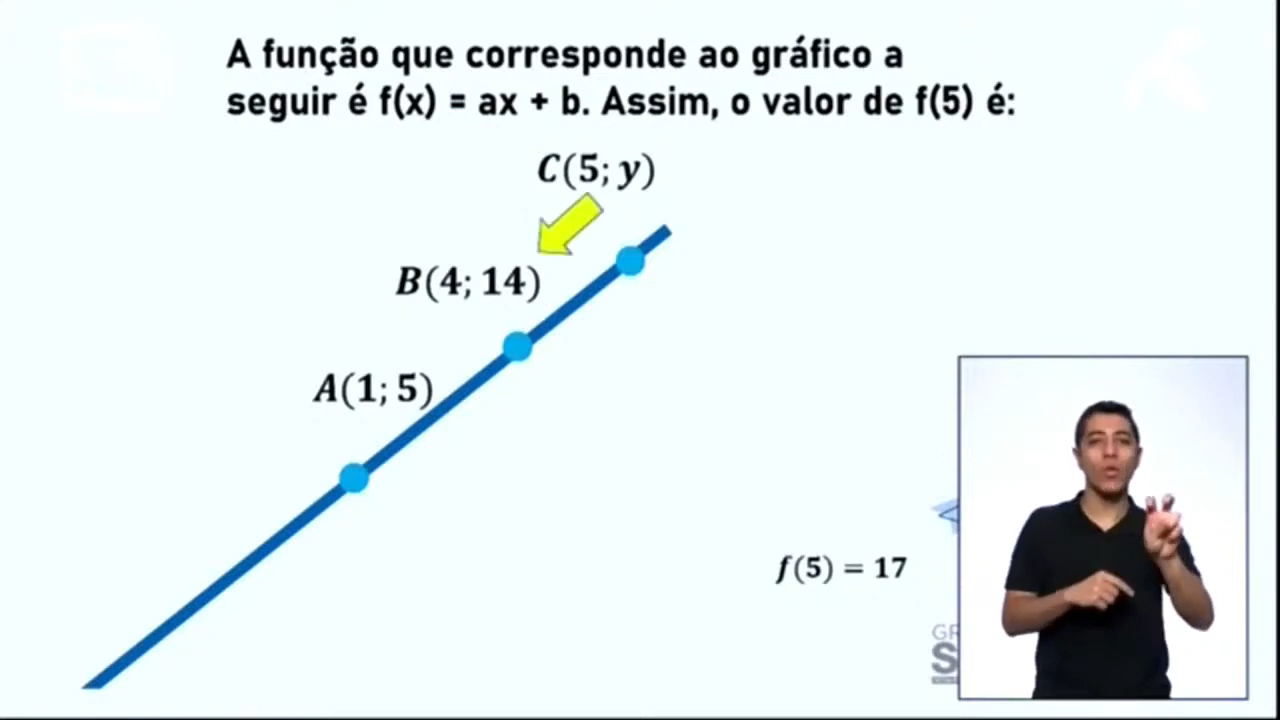 A função que corresponde ao gráfico a
seguir é f(x) = ax + b. Assim, o valor de f(5) é:
C(5; y)
B(4; 14)
A(1; 5)
f(5) = 17